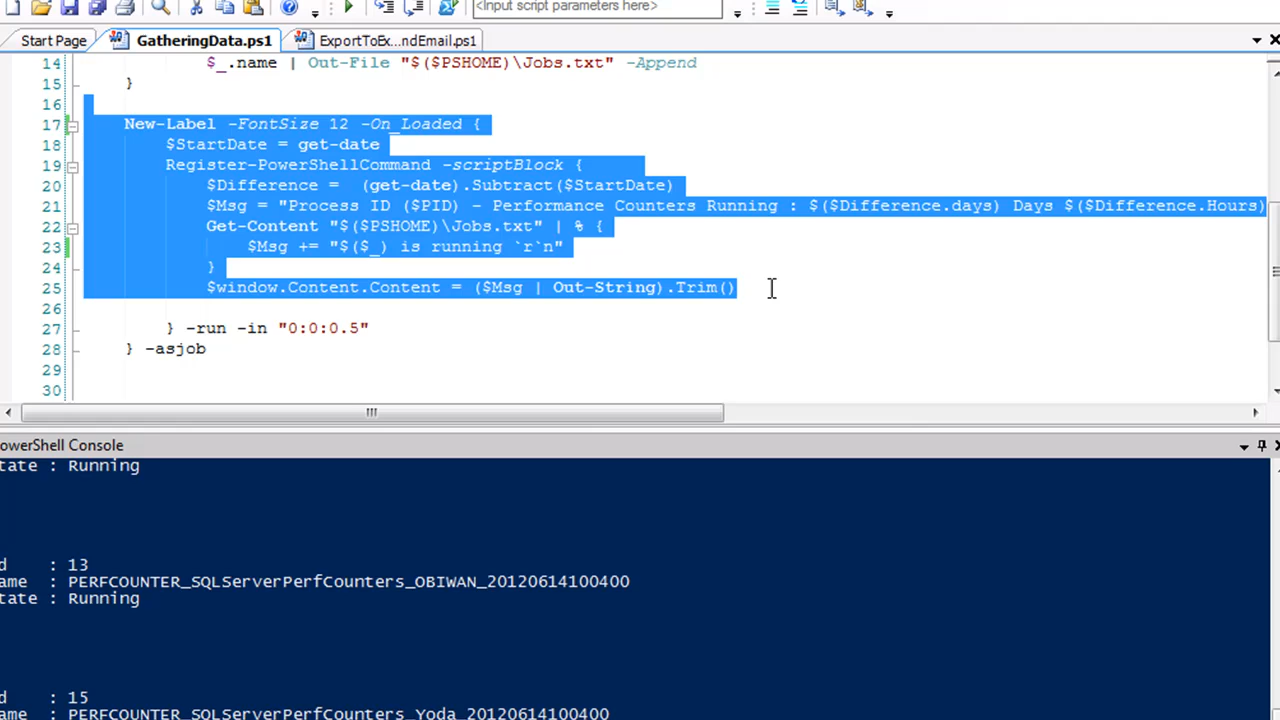 <Input script parameters here>
Start Page GatheringData.ps1 ExportToEx...ndEmail.ps1
14 $_.name | Out-File "$($PSHOME)\Jobs.txt" -Append
15 }
16
17 New-Label -FontSize 12 -On_Loaded {
18 $StartDate = get-date
19 Register-PowerShellCommand -scriptBlock {
20 $Difference = (get-date).Subtract($StartDate)
21 $Msg = "Process ID ($PID) - Performance Counters Running : $($Difference.days) Days $($Difference.Hours)
22 Get-Content "$($PSHOME)\Jobs.txt" | % {
23 $Msg += "$($_) is running `r`n"
24 }
25 $window.Content.Content = ($Msg | Out-String).Trim()
26
27 } -run -in "0:0:0.5"
28 } -asjob
29
30
owerShell Console
tate : Running
d : 13
ame : PERFCOUNTER_SQLServerPerfCounters_OBIWAN_20120614100400
tate : Running
d : 15
ame : PERFCOUNTER_SQLServerPerfCounters_Yoda_20120614100400